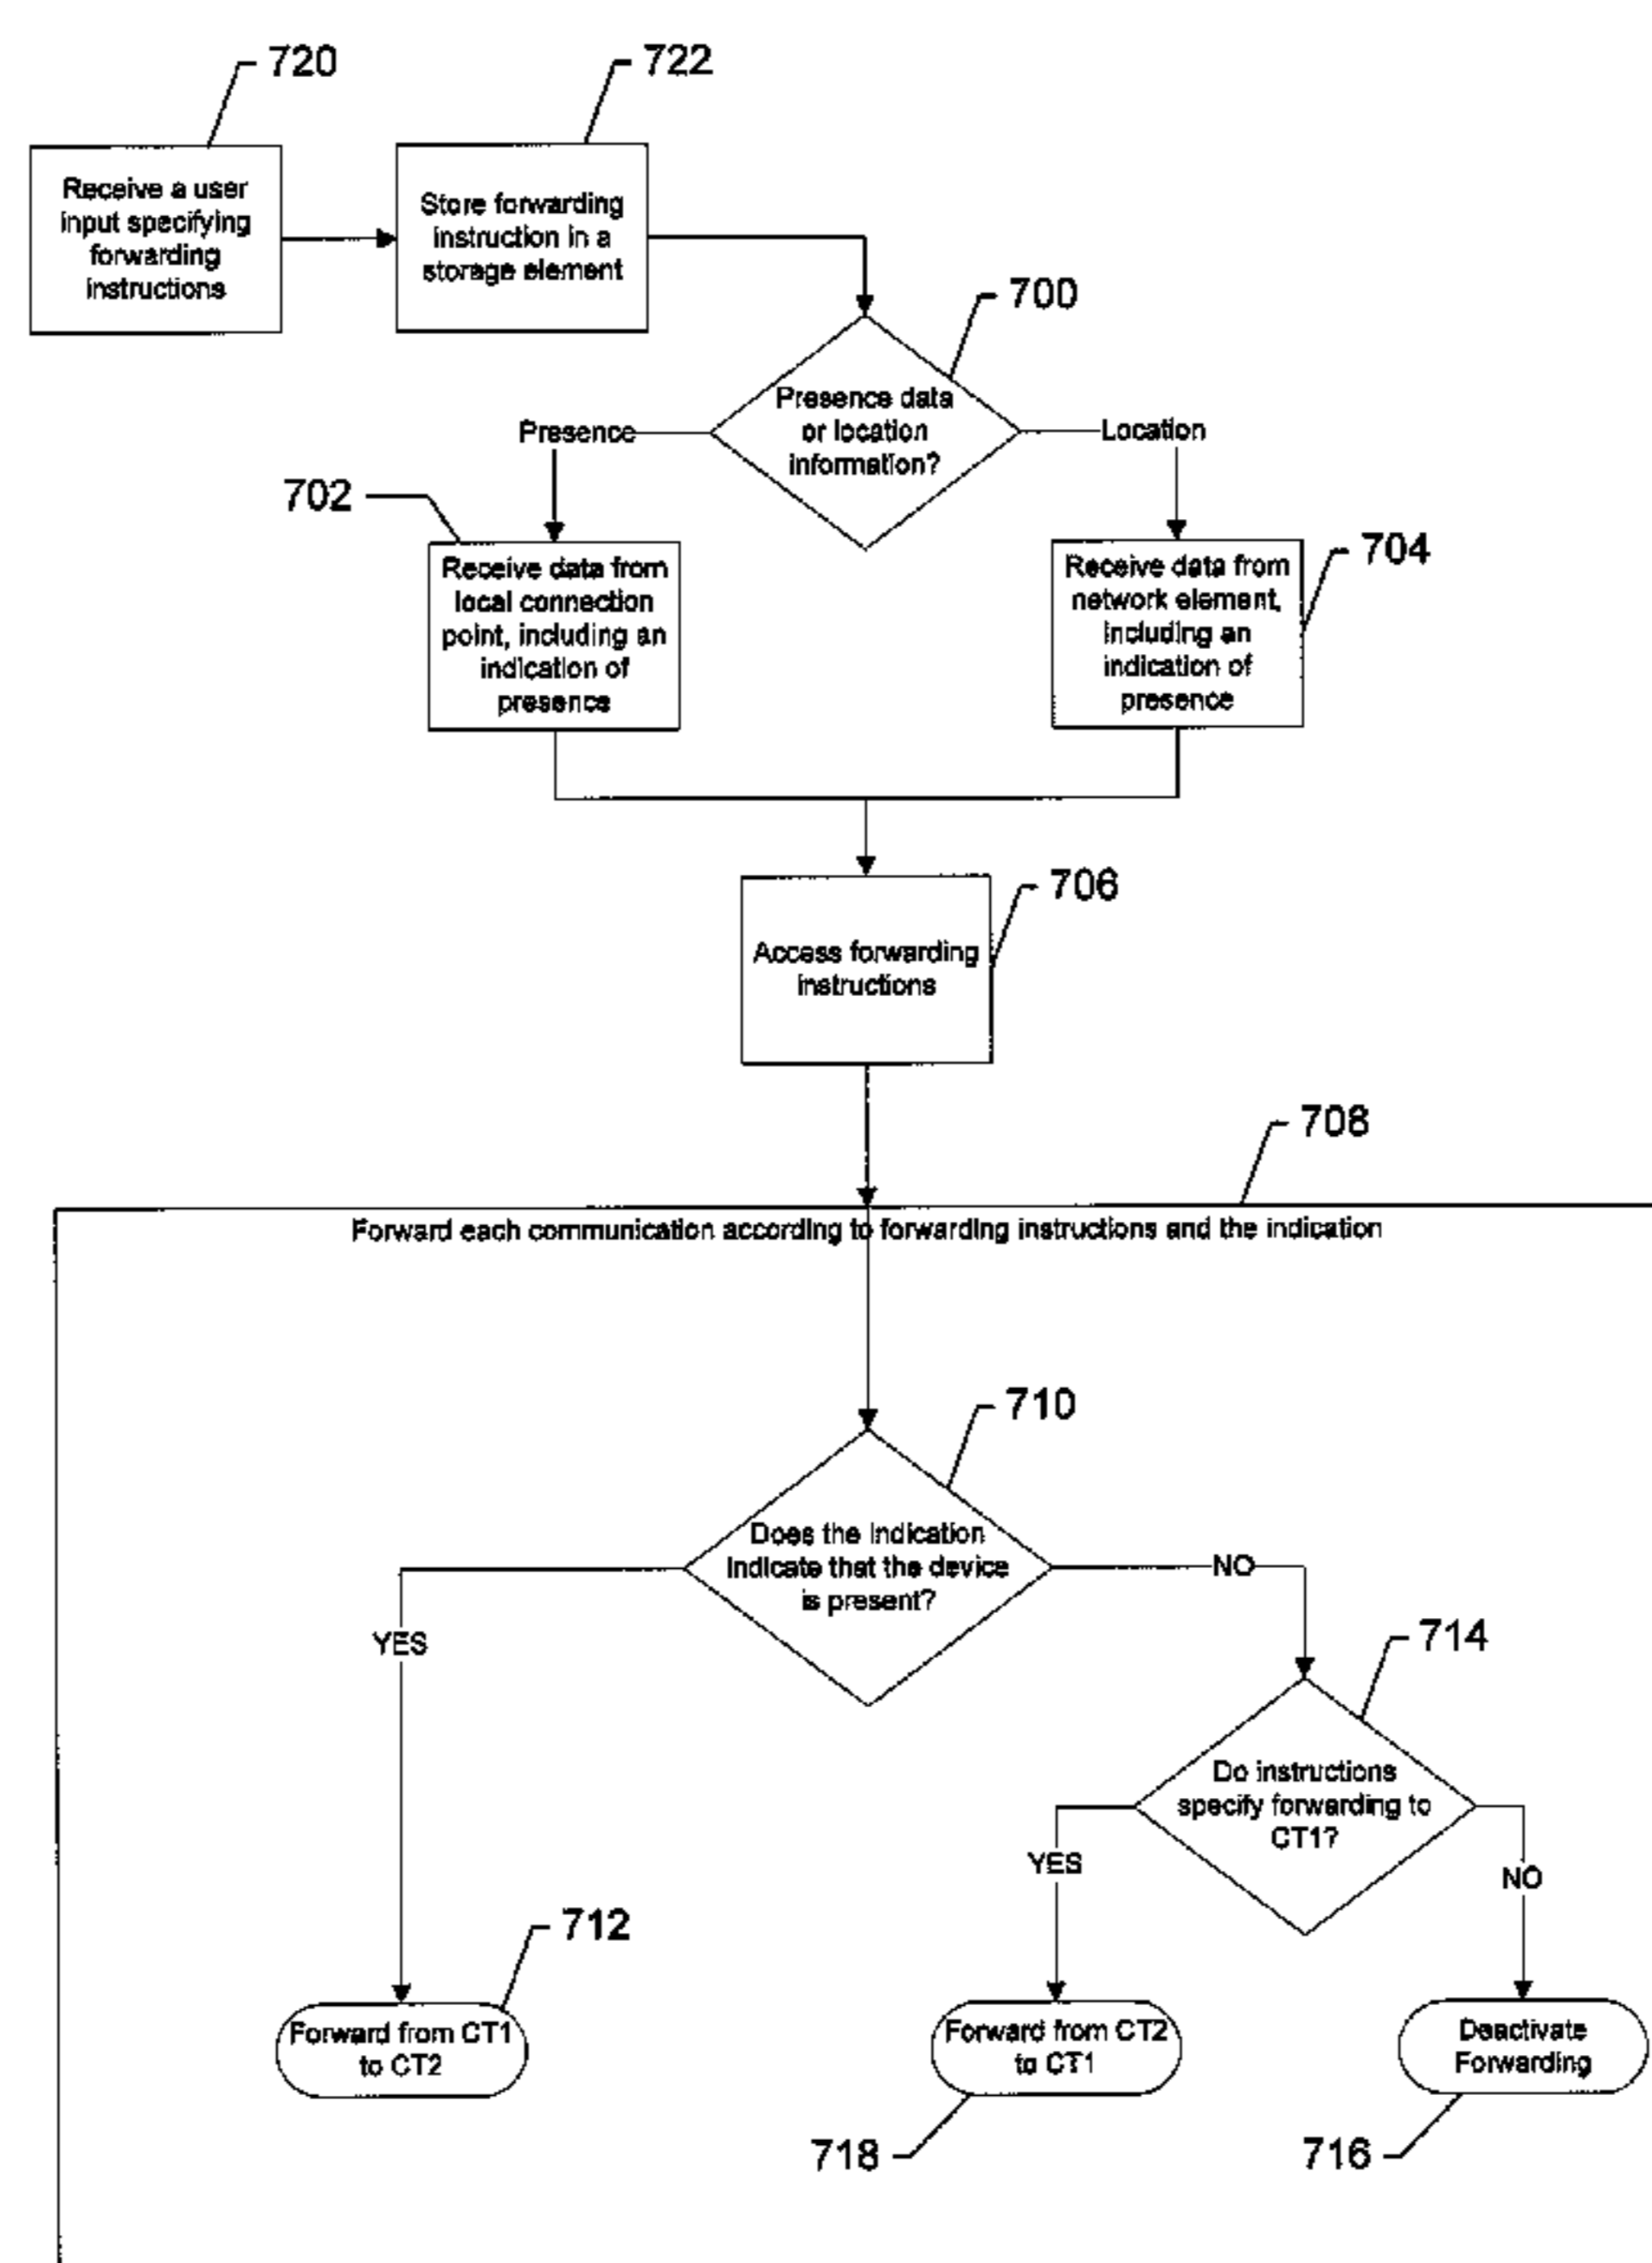 720
722
Receive a user
input specifying
forwarding
instructions
Store forwarding
instruction in a
storage element
700
Presence data
or location
information?
Presence
Location
702
704
Receive data from
local connection
point, including an
indication of
presence
Receive data from
network element,
including an
indication of
presence
706
Access forwarding
instructions
708
Forward each communication according to forwarding instructions and the indication
710
Does the indication
indicate that the device
is present?
NO
YES
714
Do instructions
specify forwarding to
CT1?
YES
NO
712
Forward from CT1
to CT2
Forward from CT2
to CT1
Deactivate
Forwarding
718
716